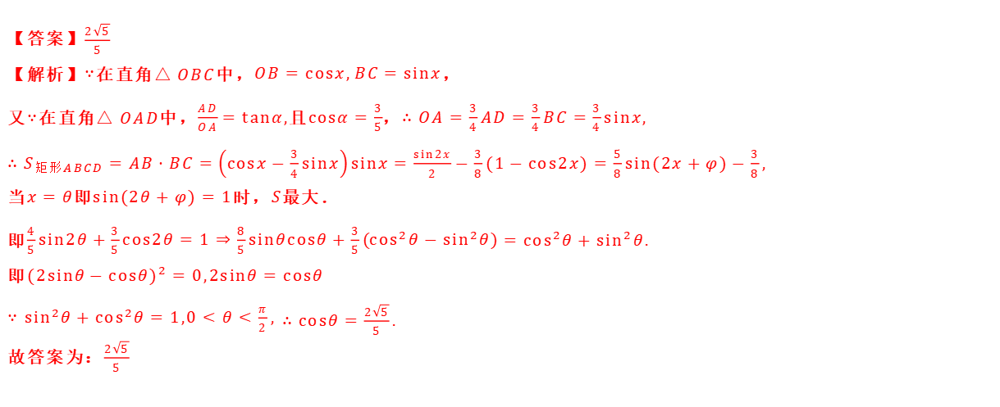 【答案】$\frac{2\sqrt{5}}{5}$
【解析】∵在直角△ $OBC$中，$OB = \cos x, BC = \sin x$，
又∵在直角△ $OAD$中，$\frac{AD}{OA} = \tan\alpha$,且$\cos\alpha = \frac{3}{5}$，∴ $OA = \frac{3}{4}AD = \frac{3}{4}BC = \frac{3}{4}\sin x$,
∴ $S_{矩形ABCD} = AB \cdot BC = \left(\cos x - \frac{3}{4}\sin x\right)\sin x = \frac{\sin 2x}{2} - \frac{3}{8}(1 - \cos 2x) = \frac{5}{8}\sin(2x + \varphi) - \frac{3}{8}$,
当$x = \theta$即$\sin(2\theta + \varphi) = 1$时，$S$最大．
即$\frac{4}{5}\sin 2\theta + \frac{3}{5}\cos 2\theta = 1 \Rightarrow \frac{8}{5}\sin\theta\cos\theta + \frac{3}{5}(\cos^2\theta - \sin^2\theta) = \cos^2\theta + \sin^2\theta$.
即$(2\sin\theta - \cos\theta)^2 = 0, 2\sin\theta = \cos\theta$
∵ $\sin^2\theta + \cos^2\theta = 1, 0 < \theta < \frac{\pi}{2}$, ∴ $\cos\theta = \frac{2\sqrt{5}}{5}$.
故答案为：$\frac{2\sqrt{5}}{5}$